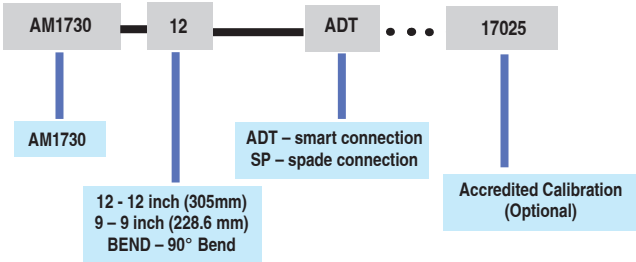 AM1730
12
ADT
17025
AM1730
12 - 12 inch (305mm)
9 – 9 inch (228.6 mm)
BEND – 90° Bend
ADT – smart connection
SP – spade connection
Accredited Calibration
(Optional)